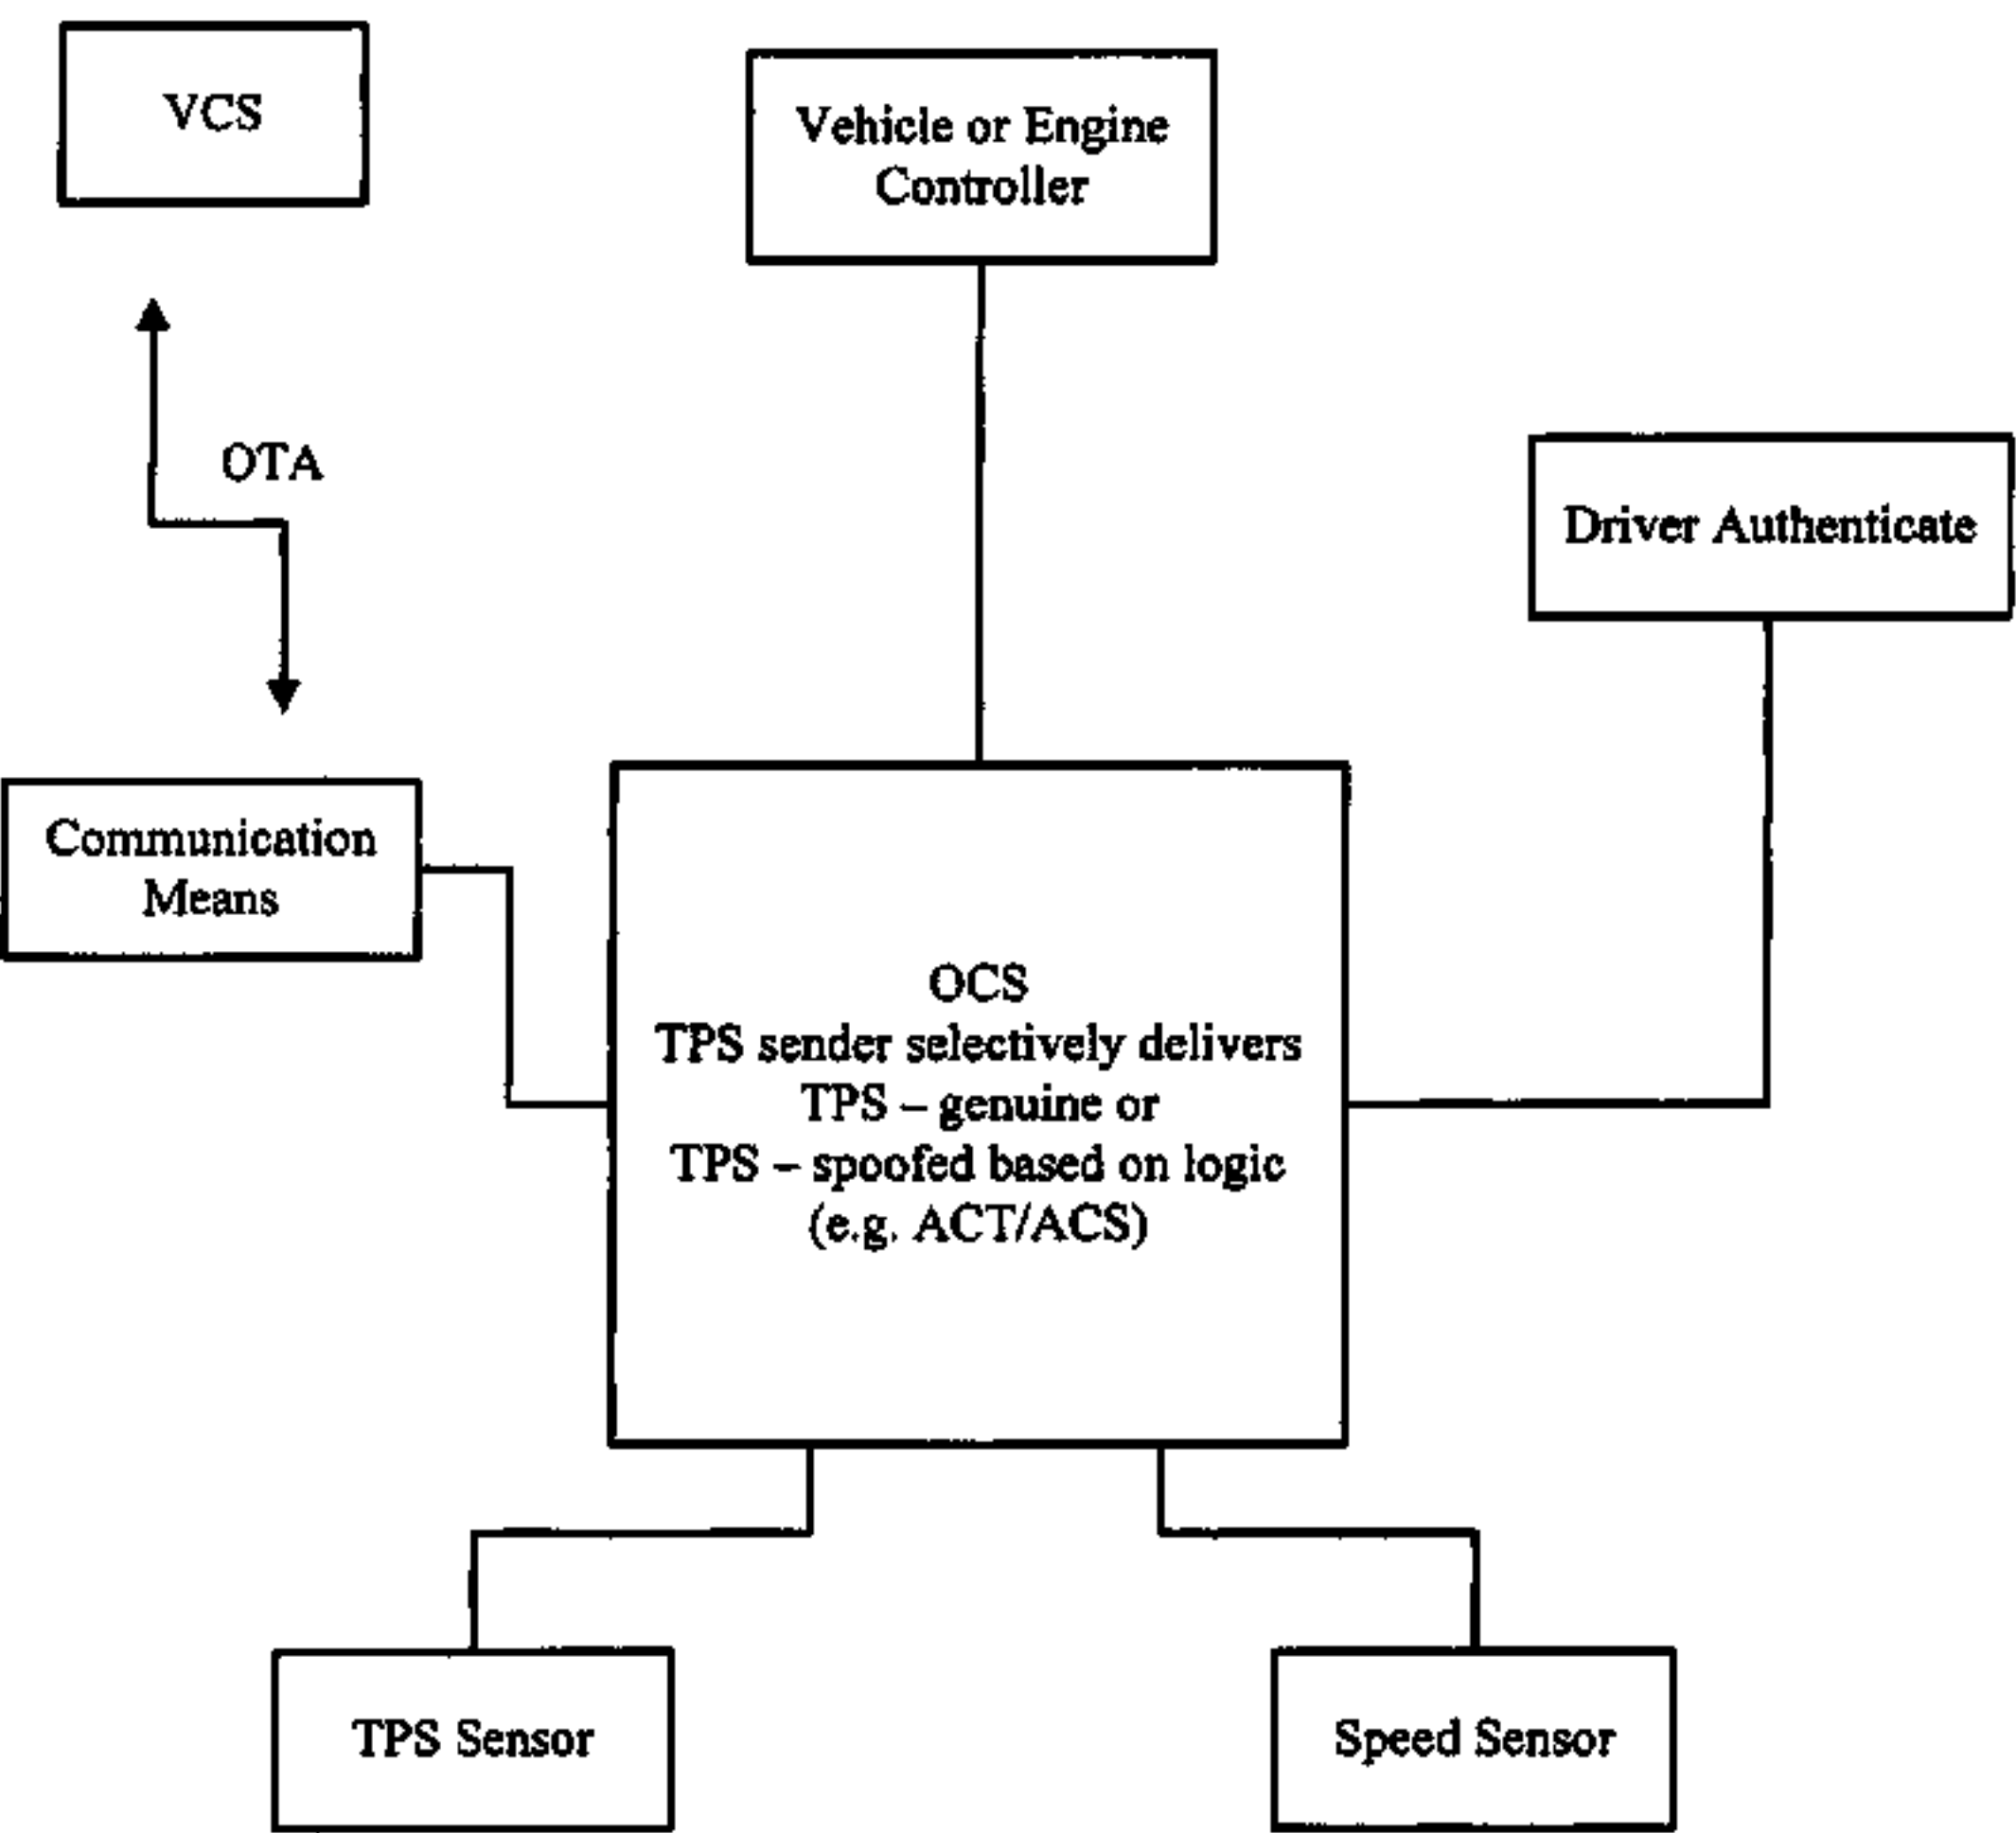 VCS
Vehicle or Engine
Controller
OTA
Driver Authenticate
Communication
Means
OCS
TPS sender selectively delivers
TPS – genuine or
TPS – spoofed based on logic
(e.g. ACT/ACS)
TPS Sensor
Speed Sensor